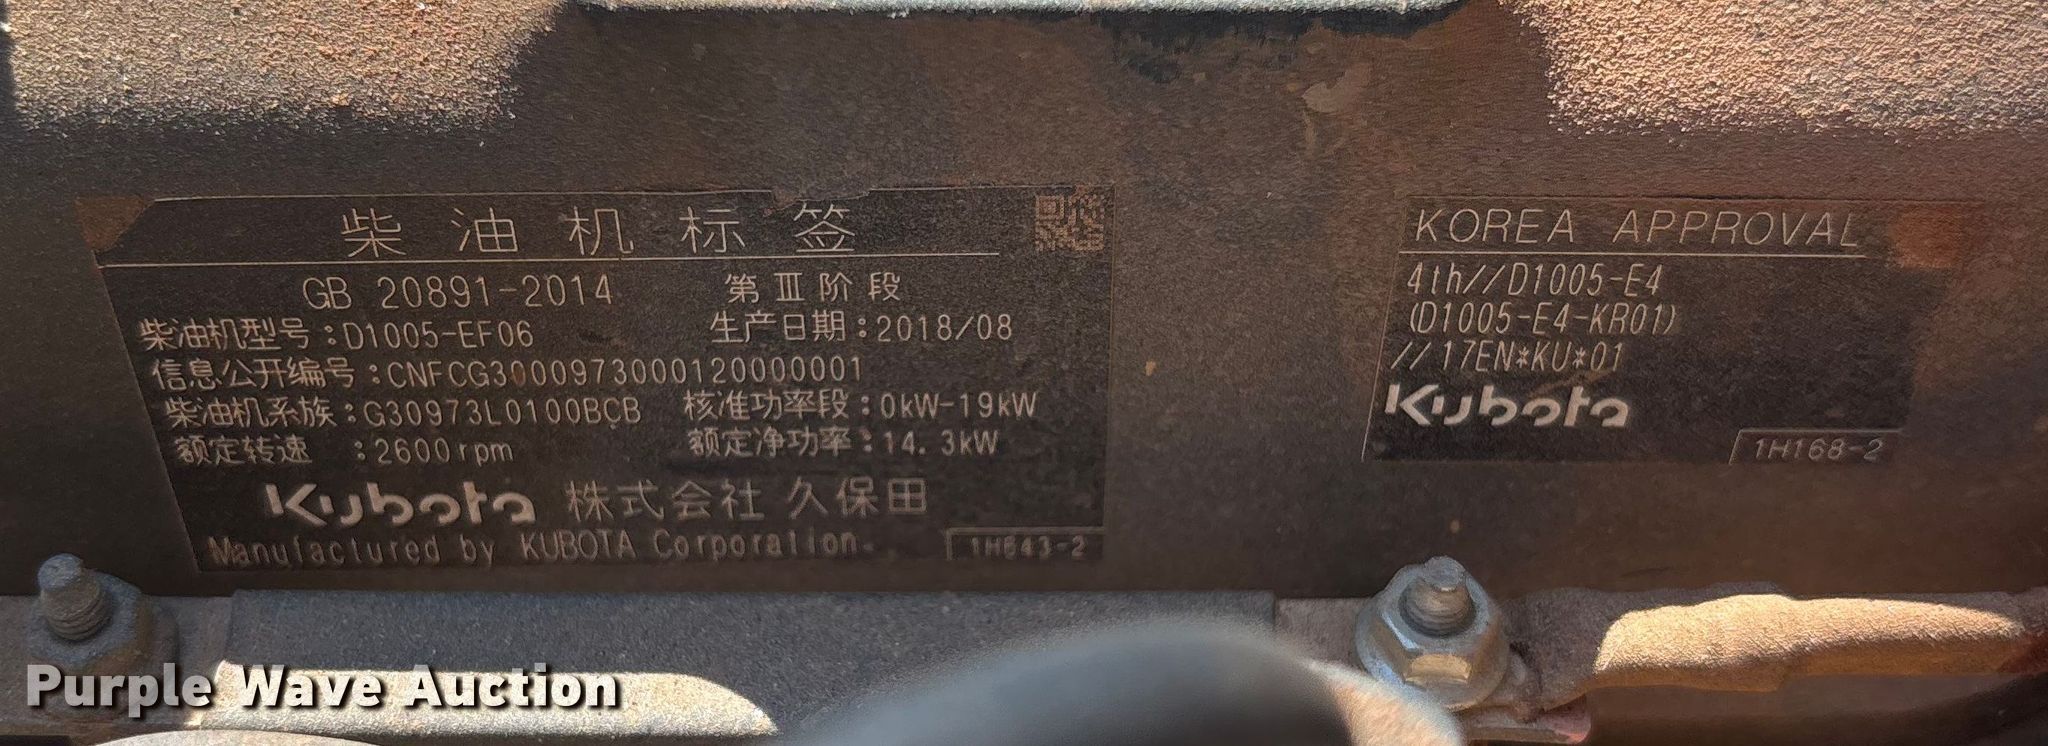 柴油机标签
GB 20891-2014 第Ⅲ阶段
柴油机型号:D1005-EF06 生产日期:2018/08
信息公开编号:CNFCG3000973000120000001
柴油机系族:G30973L0100BCB 核准功率段:0kW-19kW
额定转速 :2600rpm 额定净功率:14.3kW
Kubota 株式会社 久保田
Manufactured by KUBOTA Corporation.
1H643-2
KOREA APPROVAL
4th//D1005-E4
(D1005-E4-KR01)
//17EN*KU*01
Kubota
1H168-2
Purple Wave Auction